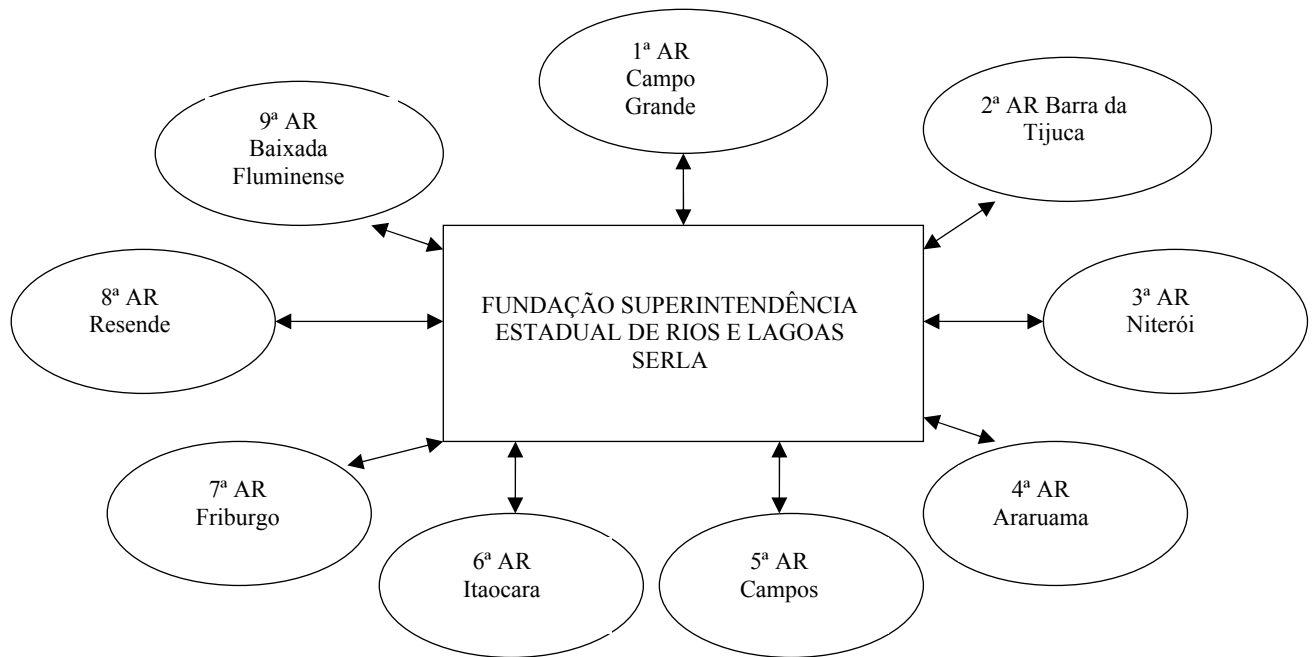 1ª AR
Campo
Grande
2ª AR Barra da
Tijuca
9ª AR
Baixada
Fluminense
8ª AR
Resende
FUNDAÇÃO SUPERINTENDÊNCIA
ESTADUAL DE RIOS E LAGOAS
SERLA
3ª AR
Niterói
7ª AR
Friburgo
4ª AR
Araruama
6ª AR
Itaocara
5ª AR
Campos